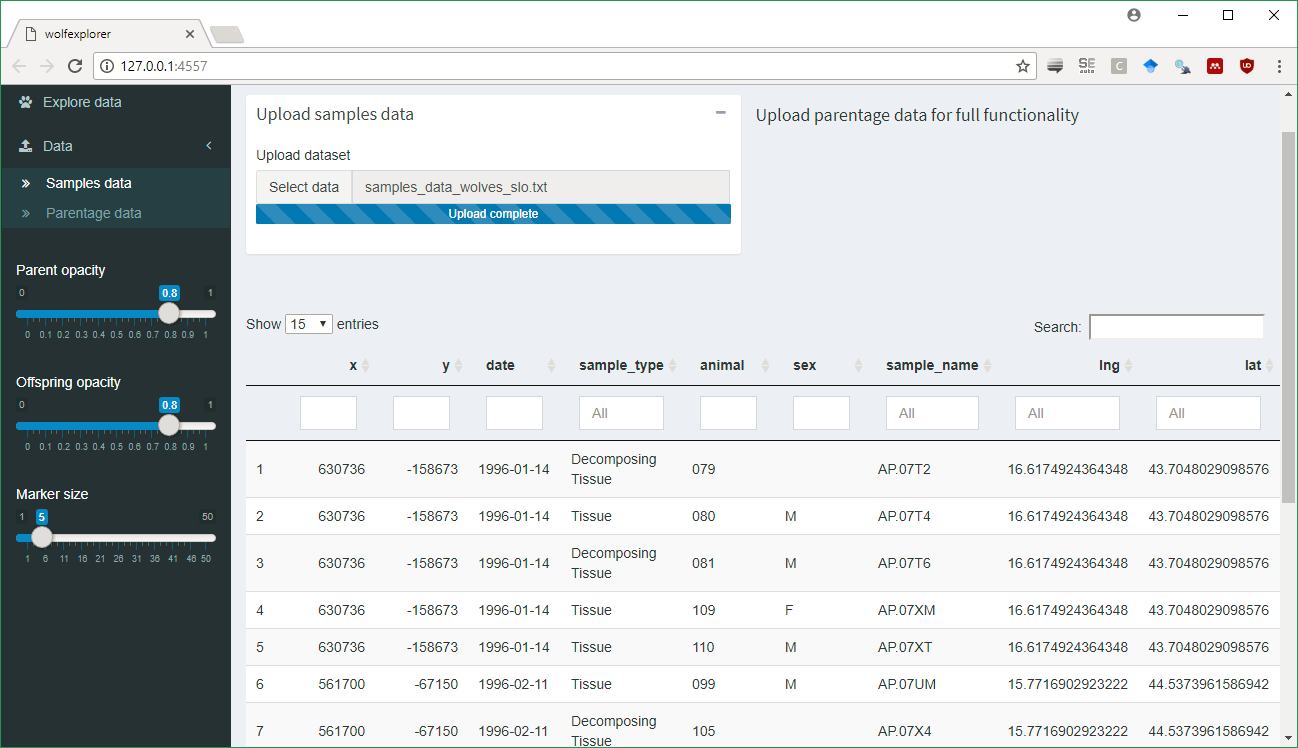 wolfexplorer
127.0.0.1:4557
SE
auto
C
Explore data
Data
Samples data
Parentage data
Parent opacity
0 0.8 1
0 0.1 0.2 0.3 0.4 0.5 0.6 0.7 0.8 0.9 1
Offspring opacity
0 0.8 1
0 0.1 0.2 0.3 0.4 0.5 0.6 0.7 0.8 0.9 1
Marker size
1 5 50
1 6 11 16 21 26 31 36 41 46 50
Upload samples data
Upload dataset
Select data samples_data_wolves_slo.txt
Upload complete
Upload parentage data for full functionality
Show 15 entries
Search:
x y date sample_type animal sex sample_name lng lat
All All All All
1 630736 -158673 1996-01-14 Decomposing Tissue 079 AP.07T2 16.6174924364348 43.7048029098576
2 630736 -158673 1996-01-14 Tissue 080 M AP.07T4 16.6174924364348 43.7048029098576
3 630736 -158673 1996-01-14 Decomposing Tissue 081 M AP.07T6 16.6174924364348 43.7048029098576
4 630736 -158673 1996-01-14 Tissue 109 F AP.07XM 16.6174924364348 43.7048029098576
5 630736 -158673 1996-01-14 Tissue 110 M AP.07XT 16.6174924364348 43.7048029098576
6 561700 -67150 1996-02-11 Tissue 099 M AP.07UM 15.7716902923222 44.5373961586942
7 561700 -67150 1996-02-11 Decomposing Tissue 105 AP.07X4 15.7716902923222 44.5373961586942